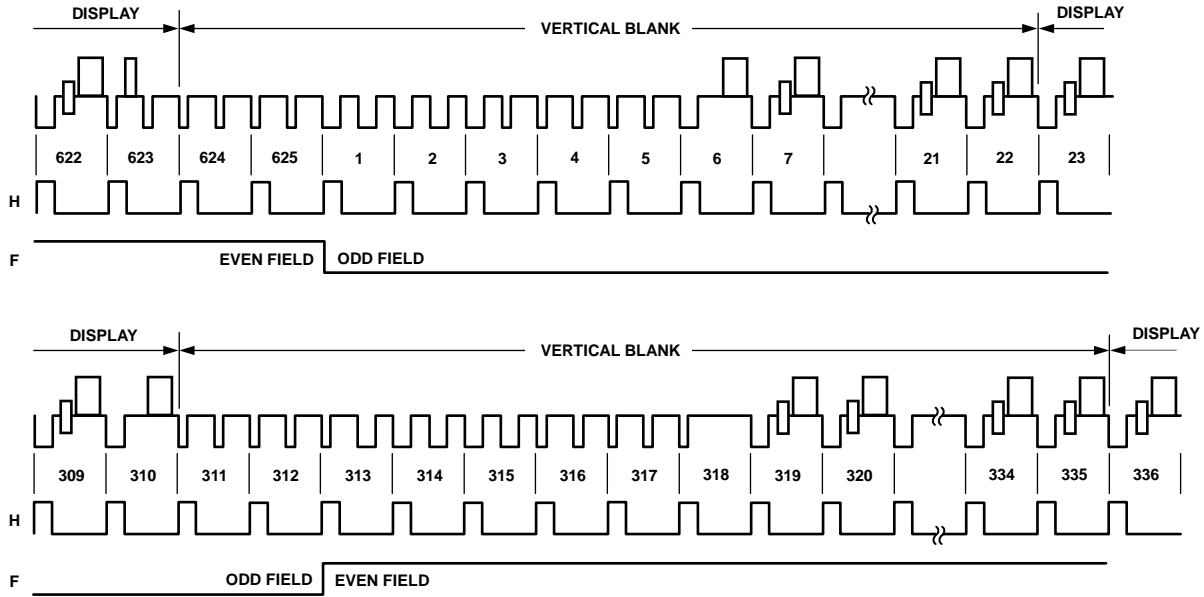 DISPLAY VERTICAL BLANK DISPLAY
622 623 624 625 1 2 3 4 5 6 7 21 22 23
H
F EVEN FIELD ODD FIELD
DISPLAY VERTICAL BLANK DISPLAY
309 310 311 312 313 314 315 316 317 318 319 320 334 335 336
H
F ODD FIELD EVEN FIELD